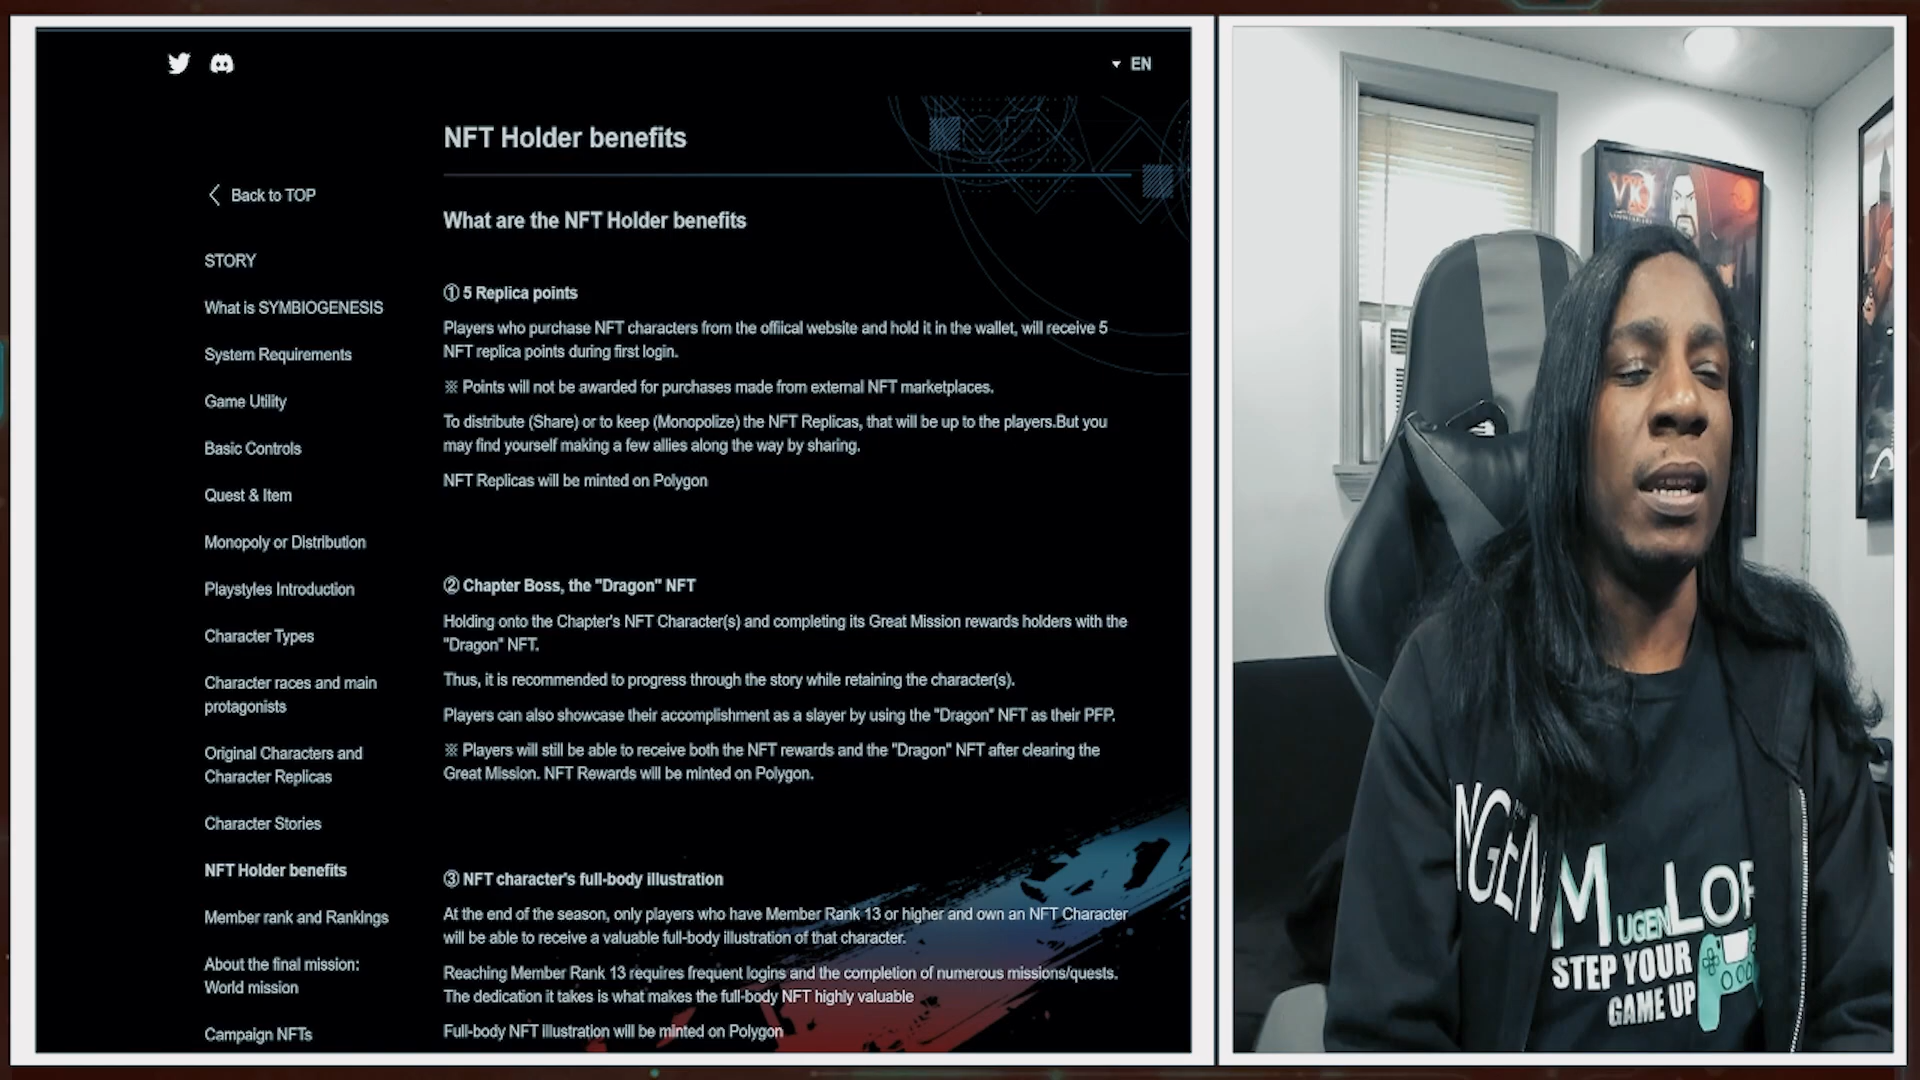 EN
NFT Holder benefits
Back to TOP
STORY
What is SYMBIOGENESIS
System Requirements
Game Utility
Basic Controls
Quest & Item
Monopoly or Distribution
Playstyles Introduction
Character Types
Character races and main
protagonists
Original Characters and
Character Replicas
Character Stories
NFT Holder benefits
Member rank and Rankings
About the final mission:
World mission
Campaign NFTs
What are the NFT Holder benefits
① 5 Replica points
Players who purchase NFT characters from the offiical website and hold it in the wallet, will receive 5
NFT replica points during first login.
※ Points will not be awarded for purchases made from external NFT marketplaces.
To distribute (Share) or to keep (Monopolize) the NFT Replicas, that will be up to the players.But you
may find yourself making a few allies along the way by sharing.
NFT Replicas will be minted on Polygon
② Chapter Boss, the "Dragon" NFT
Holding onto the Chapter's NFT Character(s) and completing its Great Mission rewards holders with the
"Dragon" NFT.
Thus, it is recommended to progress through the story while retaining the character(s).
Players can also showcase their accomplishment as a slayer by using the "Dragon" NFT as their PFP.
※ Players will still be able to receive both the NFT rewards and the "Dragon" NFT after clearing the
Great Mission. NFT Rewards will be minted on Polygon.
③ NFT character's full-body illustration
At the end of the season, only players who have Member Rank 13 or higher and own an NFT Character
will be able to receive a valuable full-body illustration of that character.
Reaching Member Rank 13 requires frequent logins and the completion of numerous missions/quests.
The dedication it takes is what makes the full-body NFT highly valuable
Full-body NFT illustration will be minted on Polygon
NGEN
MUGENLOR
STEP YOUR
GAME UP